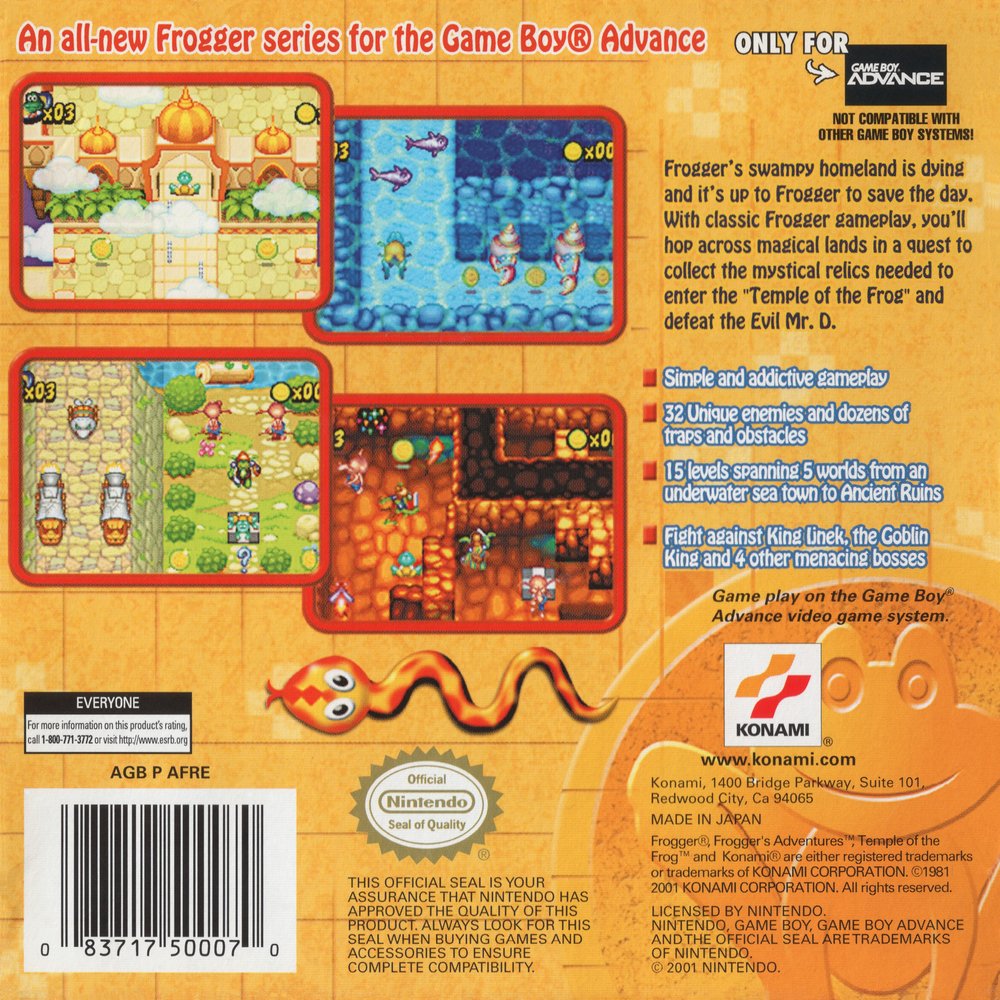 An all-new Frogger series for the Game Boy® Advance
ONLY FOR
GAME BOY
ADVANCE
NOT COMPATIBLE WITH
OTHER GAME BOY SYSTEMS!
x03
3
x00
x03
x00
3
x0
Frogger's swampy homeland is dying
and it's up to Frogger to save the day.
With classic Frogger gameplay, you'll
hop across magical lands in a quest to
collect the mystical relics needed to
enter the "Temple of the Frog" and
defeat the Evil Mr. D.
Simple and addictive gameplay
32 Unique enemies and dozens of
traps and obstacles
15 levels spanning 5 worlds from an
underwater sea town to Ancient Ruins
Fight against King Unek, the Goblin
King and 4 other menacing bosses
Game play on the Game Boy®
Advance video game system.
KONAMI®
www.konami.com
Konami, 1400 Bridge Parkway, Suite 101,
Redwood City, Ca 94065
MADE IN JAPAN
Frogger®, Frogger's Adventures™, Temple of the
Frog™ and Konami® are either registered trademarks
or trademarks of KONAMI CORPORATION. ©1981
2001 KONAMI CORPORATION. All rights reserved.
LICENSED BY NINTENDO.
NINTENDO, GAME BOY, GAME BOY ADVANCE
AND THE OFFICIAL SEAL ARE TRADEMARKS
OF NINTENDO.
© 2001 NINTENDO.
EVERYONE
For more information on this product's rating,
call 1-800-771-3772 or visit http://www.esrb.org
AGB P AFRE
0 83717 50007 0
Official
Nintendo
Seal of Quality
®
THIS OFFICIAL SEAL IS YOUR
ASSURANCE THAT NINTENDO HAS
APPROVED THE QUALITY OF THIS
PRODUCT. ALWAYS LOOK FOR THIS
SEAL WHEN BUYING GAMES AND
ACCESSORIES TO ENSURE
COMPLETE COMPATIBILITY.